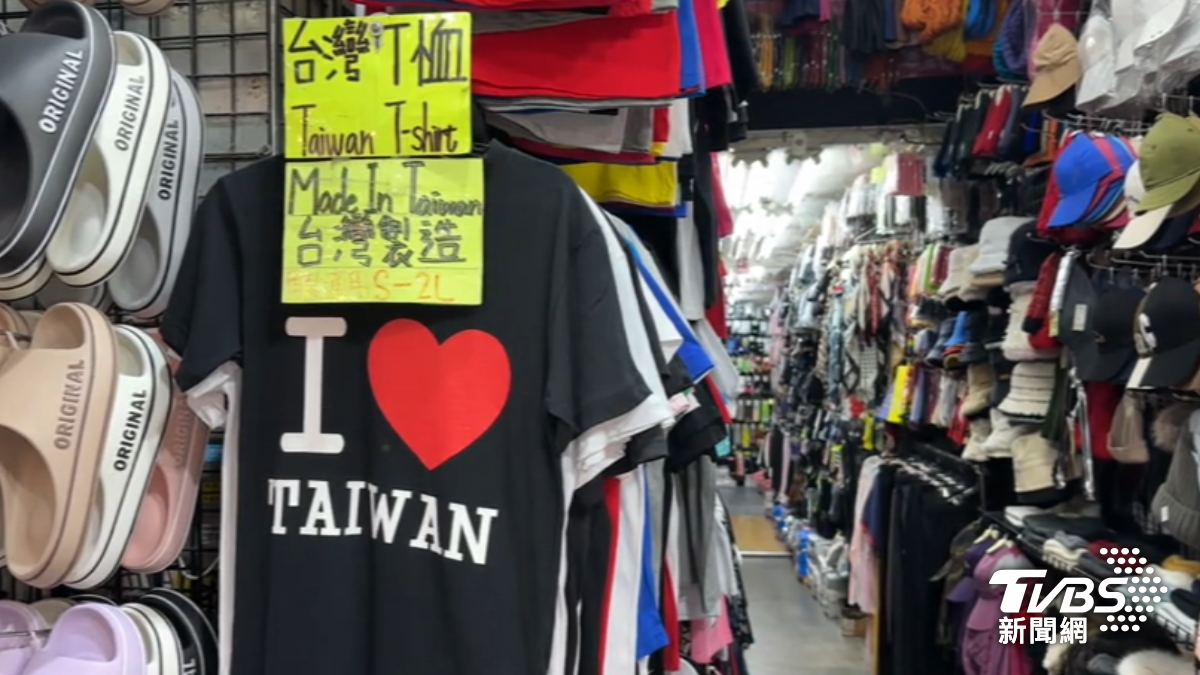 台灣T恤
Taiwan T-shirt
Made In Taiwan
台灣製造
S-2L
I
TAIWAN
ORIGINAL
ORIGINAL
ORIGINAL
ORIGINAL
ORIGINAL
TVBS
新聞網